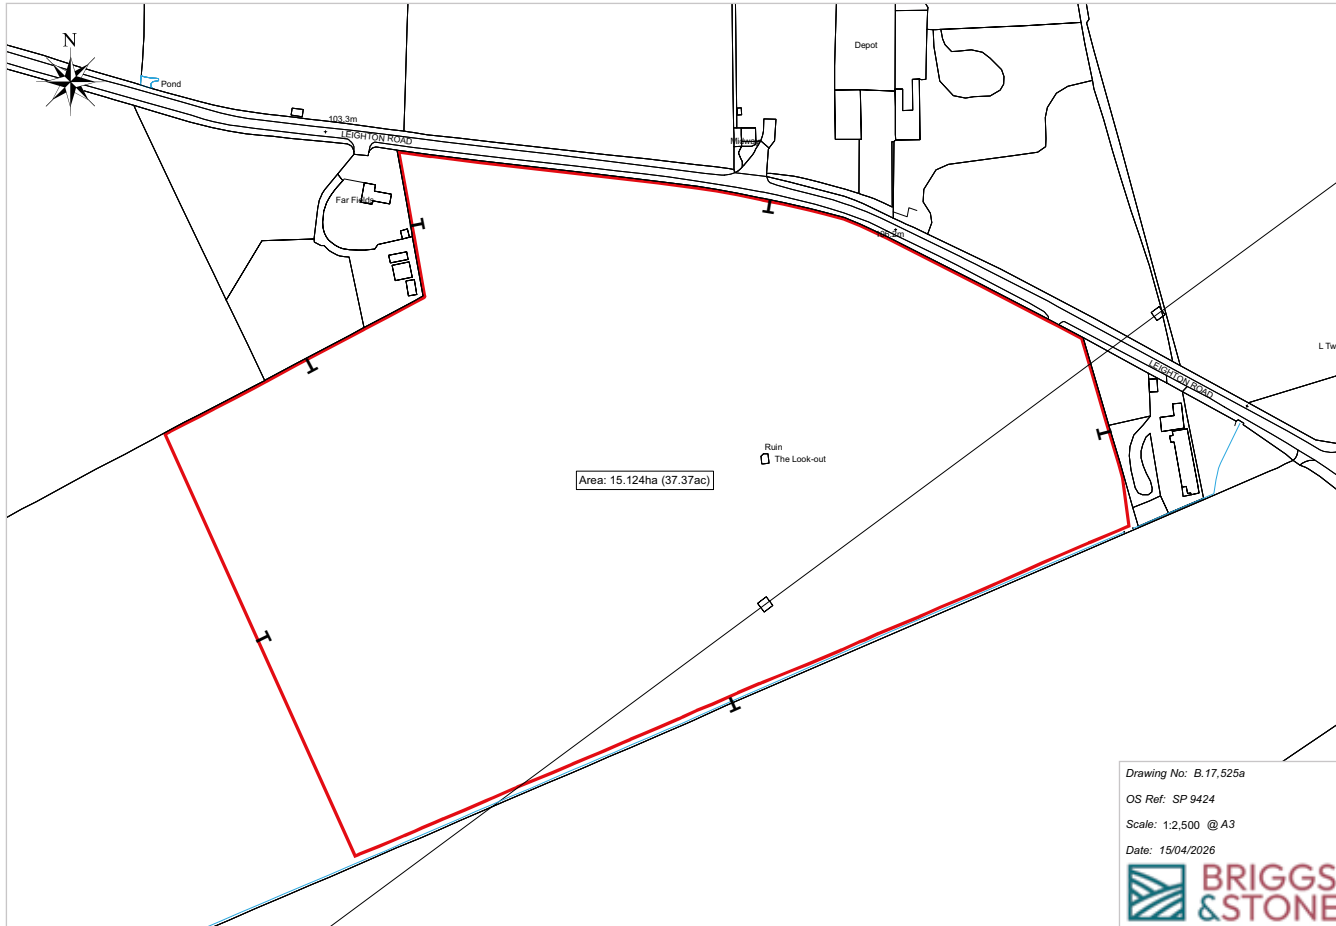 N
Depot
Pond
103.3m
LEIGHTON ROAD
Midway
Far Fields
LEIGHTON ROAD
L Tw
Ruin
The Look-out
Area: 15.124ha (37.37ac)
Drawing No: B.17,525a
OS Ref: SP 9424
Scale: 1:2,500 @ A3
Date: 15/04/2026
BRIGGS
&STONE